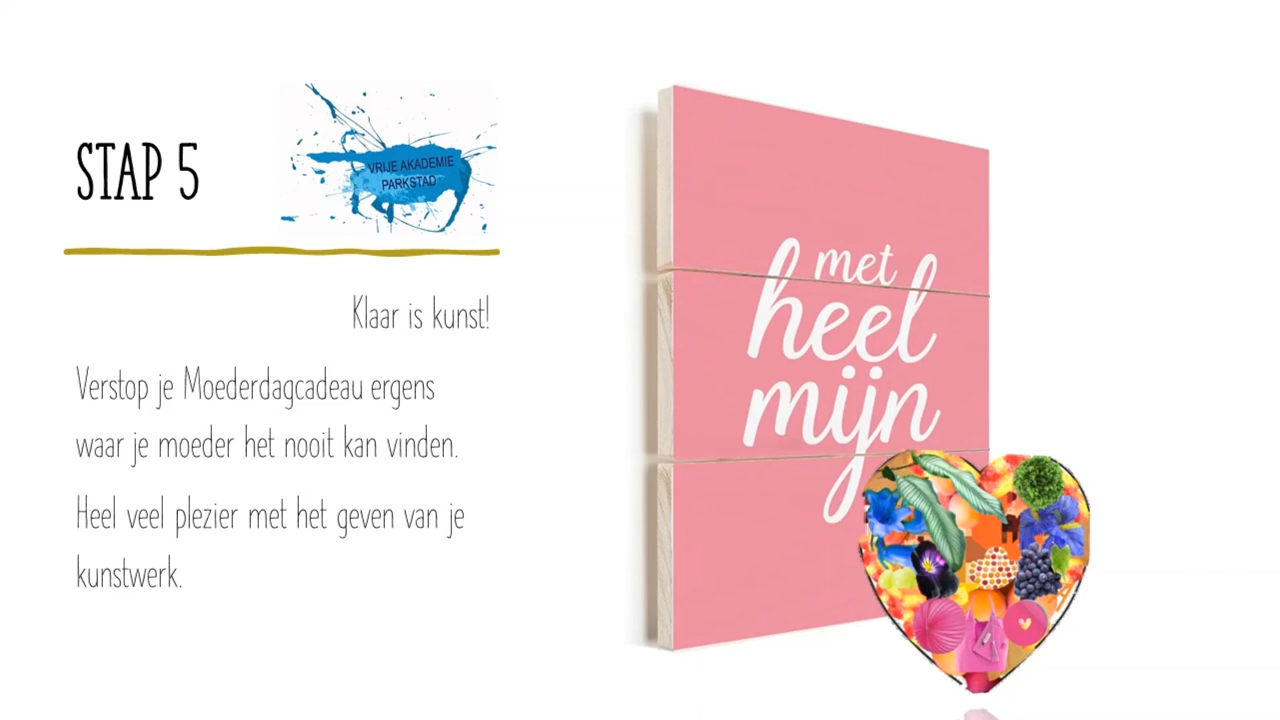 STAP 5
VRIJE AKADEMIE
PARKSTAD
Klaar is kunst!
Verstop je Moederdagcadeau ergens
waar je moeder het nooit kan vinden.
Heel veel plezier met het geven van je
kunstwerk.
met
heel
mijn